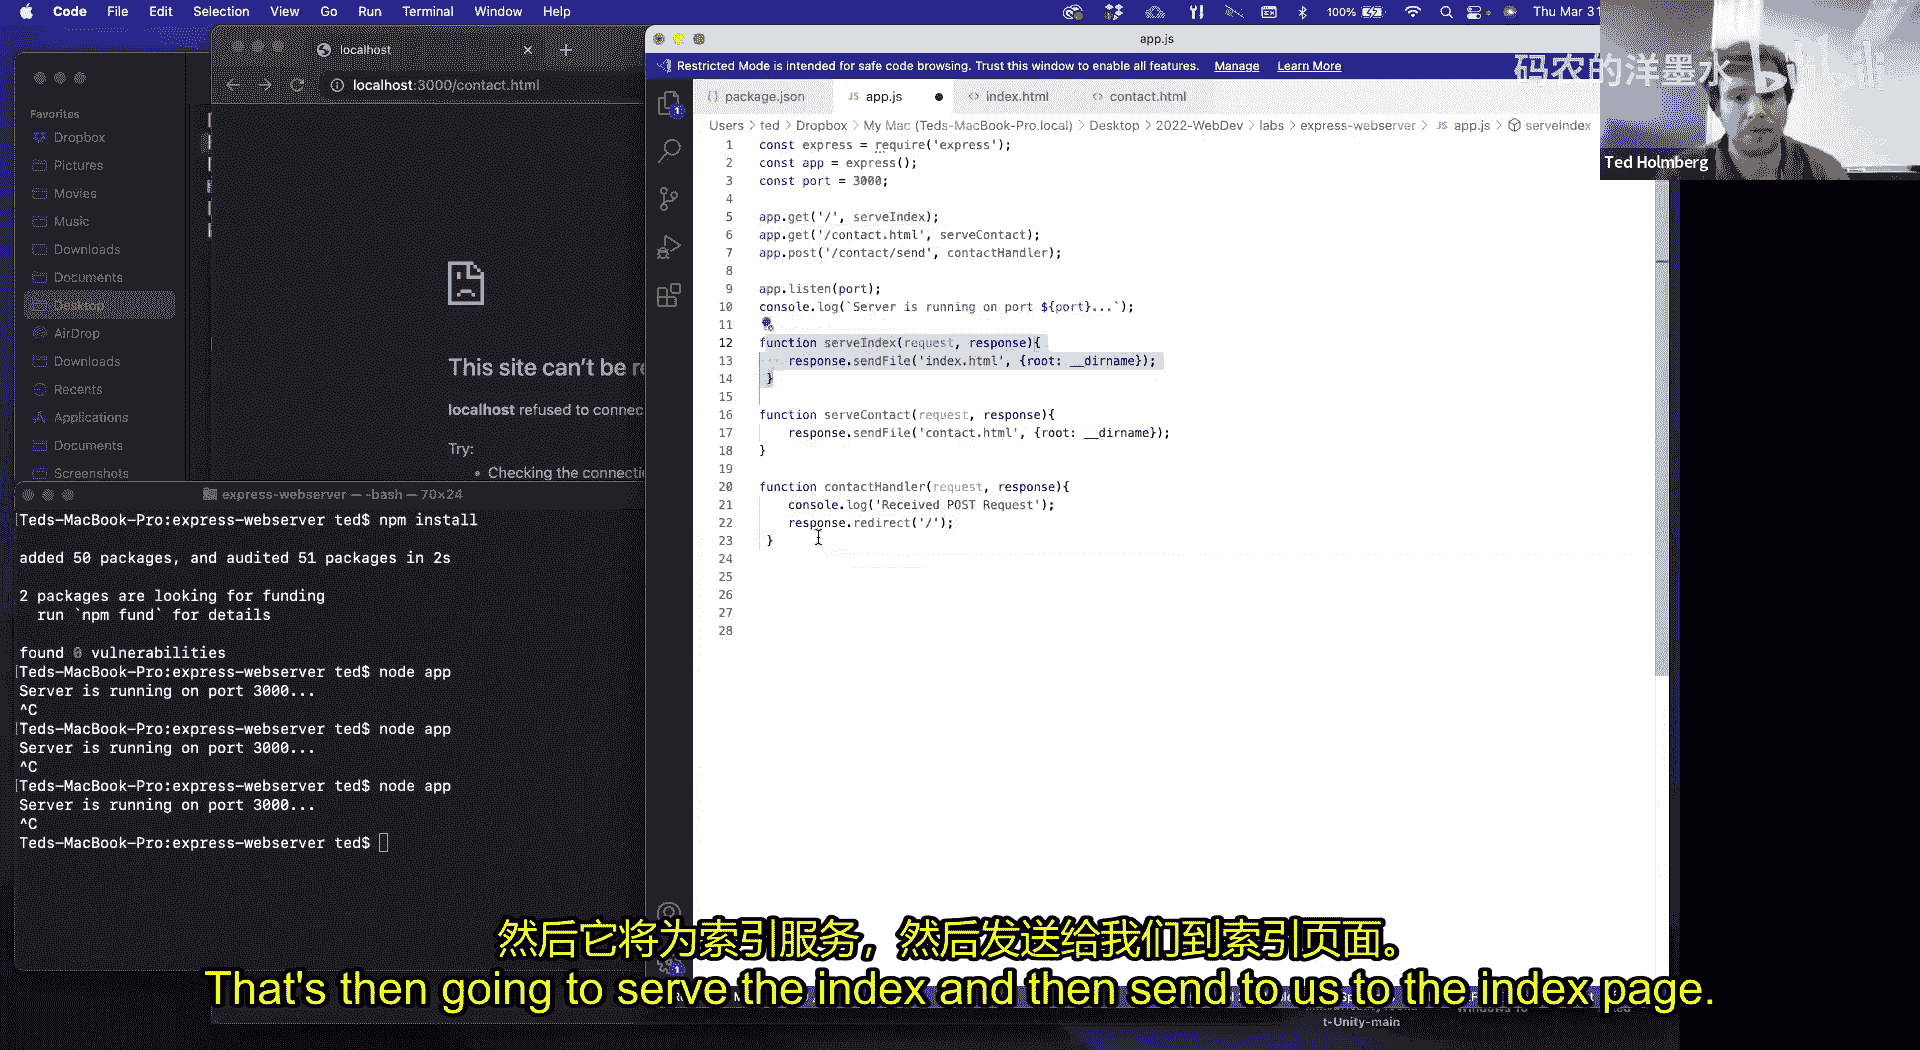 Code File Edit Selection View Go Run Terminal Window Help
100%
Thu Mar 31
码农的洋墨水 bilibili
Ted Holmberg
localhost
localhost:3000/contact.html
Favorites
Dropbox
Pictures
Movies
Music
Downloads
Documents
Desktop
AirDrop
Downloads
Recents
Applications
Documents
Screenshots
This site can't be re
localhost refused to connec
Try:
• Checking the connectio
app.js
Restricted Mode is intended for safe code browsing. Trust this window to enable all features. Manage Learn More
package.json
JS app.js
<> index.html
<> contact.html
Users > ted > Dropbox > My Mac (Teds-MacBook-Pro.local) > Desktop > 2022-WebDev > labs > express-webserver > JS app.js > serveIndex
1 const express = require('express');
2 const app = express();
3 const port = 3000;
4
5 app.get('/', serveIndex);
6 app.get('/contact.html', serveContact);
7 app.post('/contact/send', contactHandler);
8
9 app.listen(port);
10 console.log(`Server is running on port ${port}...`);
11
12 function serveIndex(request, response){
13 response.sendFile('index.html', {root: __dirname});
14 }
15
16 function serveContact(request, response){
17 response.sendFile('contact.html', {root: __dirname});
18 }
19
20 function contactHandler(request, response){
21 console.log('Received POST Request');
22 response.redirect('/');
23 }
24
25
26
27
28
express-webserver — -bash — 70×24
Teds-MacBook-Pro:express-webserver ted$ npm install
added 50 packages, and audited 51 packages in 2s
2 packages are looking for funding
run `npm fund` for details
found 0 vulnerabilities
Teds-MacBook-Pro:express-webserver ted$ node app
Server is running on port 3000...
^C
Teds-MacBook-Pro:express-webserver ted$ node app
Server is running on port 3000...
^C
Teds-MacBook-Pro:express-webserver ted$ node app
Server is running on port 3000...
^C
Teds-MacBook-Pro:express-webserver ted$
然后它将为索引服务，然后发送给我们到索引页面。
That's then going to serve the index and then send to us to the index page.
t-Unity-main